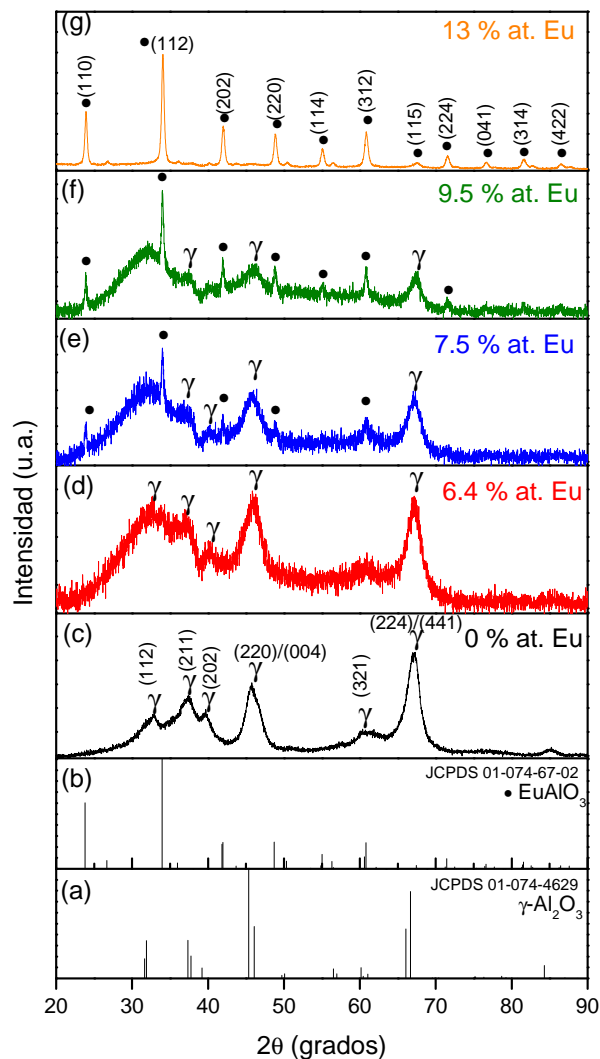 (g)
13 % at. Eu
• (110)
• (112)
• (202)
• (220)
• (114)
• (312)
• (115)
• (224)
• (041)
• (314)
• (422)
(f)
9.5 % at. Eu
• • γ • γ • • • γ •
(e)
7.5 % at. Eu
• • γ γ • γ • • γ
(d)
6.4 % at. Eu
γ γ γ γ γ
(c)
0 % at. Eu
(112) γ
(211) γ
(202) γ
(220)/(004) γ
(321) γ
(224)/(441) γ
(b)
JCPDS 01-074-67-02
• EuAlO3
(a)
JCPDS 01-074-4629
γ-Al2O3
20 30 40 50 60 70 80 90
2θ (grados)
Intensidad (u.a.)